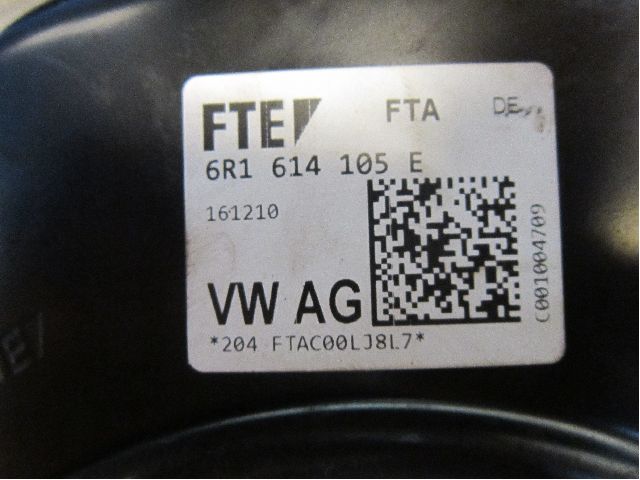 FTE FTA DE
6R1 614 105 E
161210
C001004709
VW AG
*204 FTAC00LJ8L7*